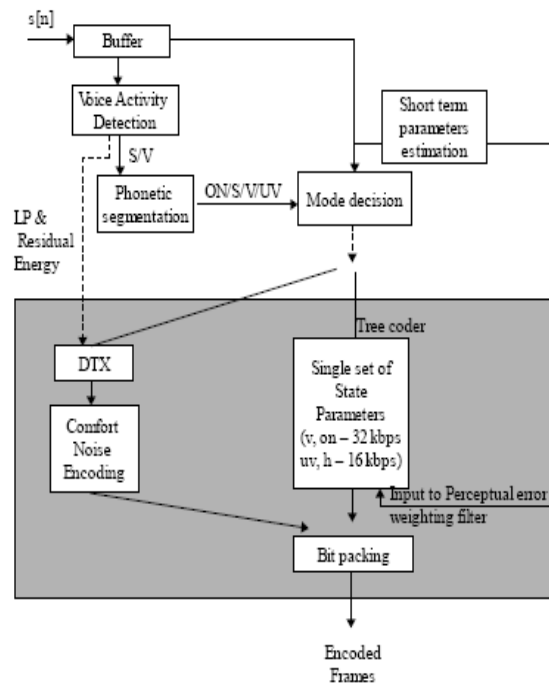 s[n]
Buffer
Voice Activity
Detection
Short term
parameters
estimation
S/V
Phonetic
segmentation
ON/S/V/UV
Mode decision
LP &
Residual
Energy
Tree coder
DTX
Single set of
State
Parameters
(v, on – 32 kbps
uv, h – 16 kbps)
Comfort
Noise
Encoding
Input to Perceptual error
weighting filter
Bit packing
Encoded
Frames